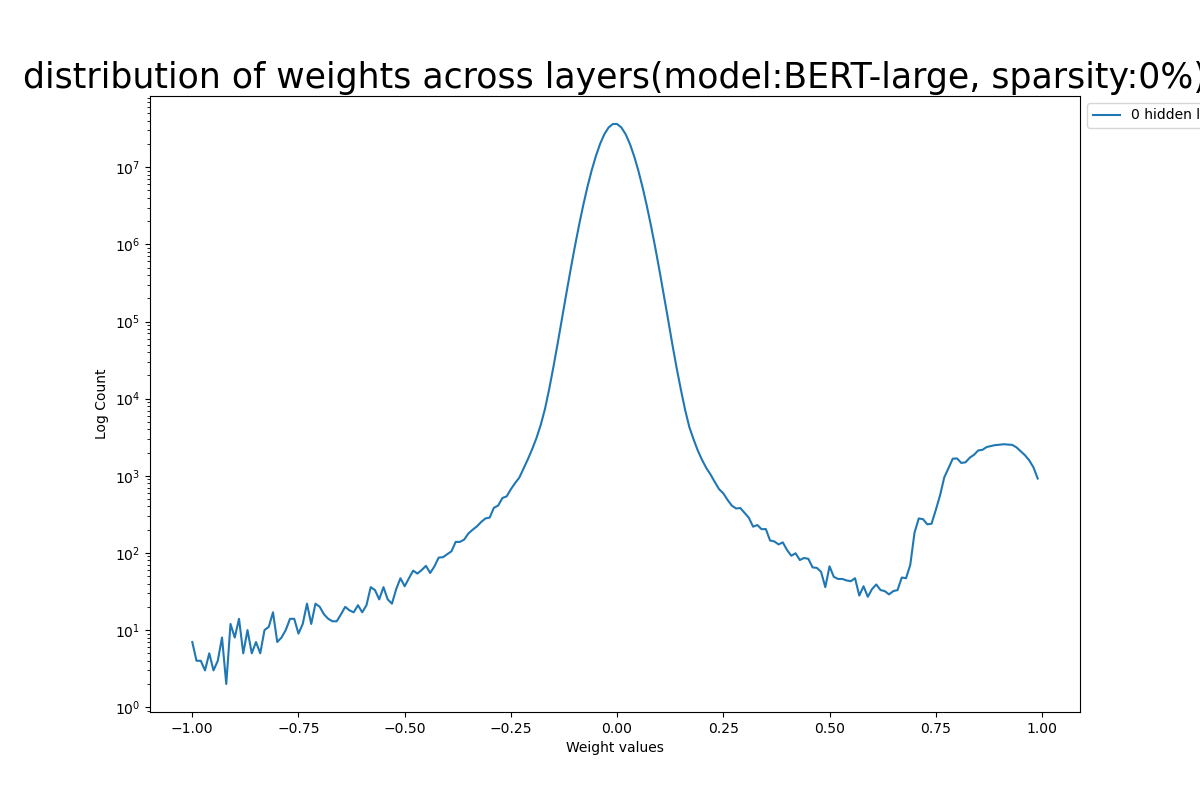 distribution of weights across layers(model:BERT-large, sparsity:0%)
0 hidden l
10⁷
10⁶
10⁵
10⁴
10³
10²
10¹
10⁰
Log Count
−1.00 −0.75 −0.50 −0.25 0.00 0.25 0.50 0.75 1.00
Weight values